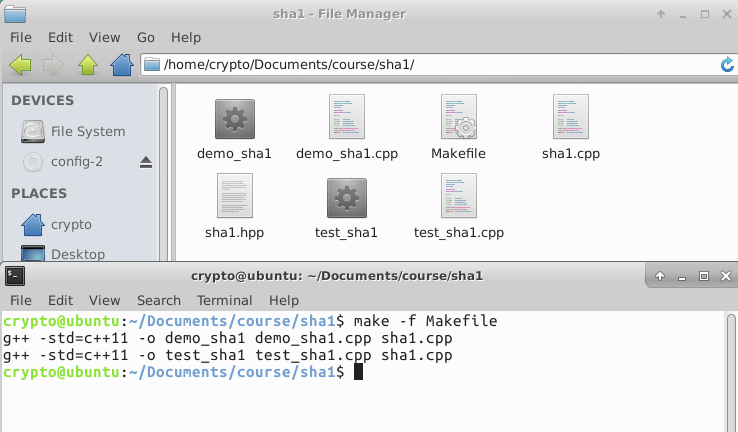 sha1 - File Manager
File Edit View Go Help
/home/crypto/Documents/course/sha1/
DEVICES
File System
config-2
PLACES
crypto
Desktop
demo_sha1 demo_sha1.cpp Makefile sha1.cpp
sha1.hpp test_sha1 test_sha1.cpp
crypto@ubuntu: ~/Documents/course/sha1
File Edit View Search Terminal Help
crypto@ubuntu:~/Documents/course/sha1$ make -f Makefile
g++ -std=c++11 -o demo_sha1 demo_sha1.cpp sha1.cpp
g++ -std=c++11 -o test_sha1 test_sha1.cpp sha1.cpp
crypto@ubuntu:~/Documents/course/sha1$